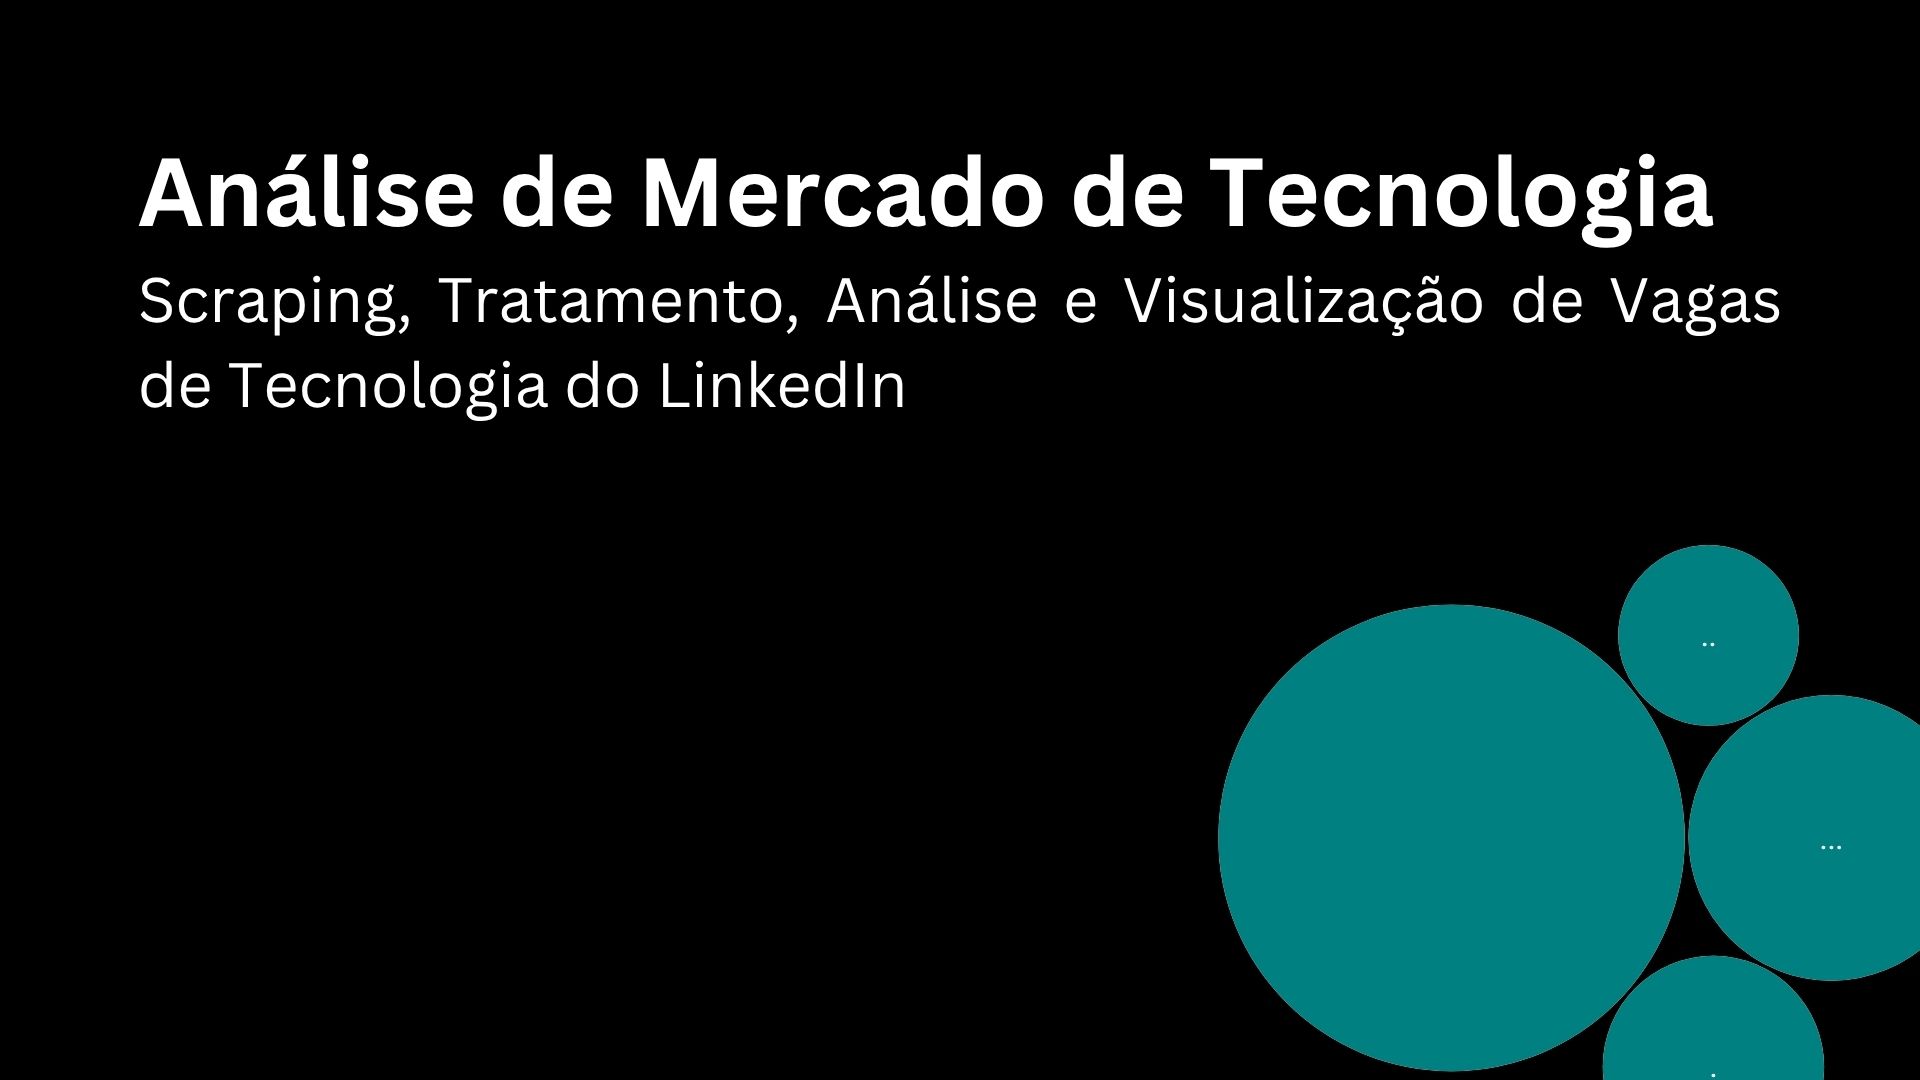 Análise de Mercado de Tecnologia
Scraping, Tratamento, Análise e Visualização de Vagas
de Tecnologia do LinkedIn
..
...
.